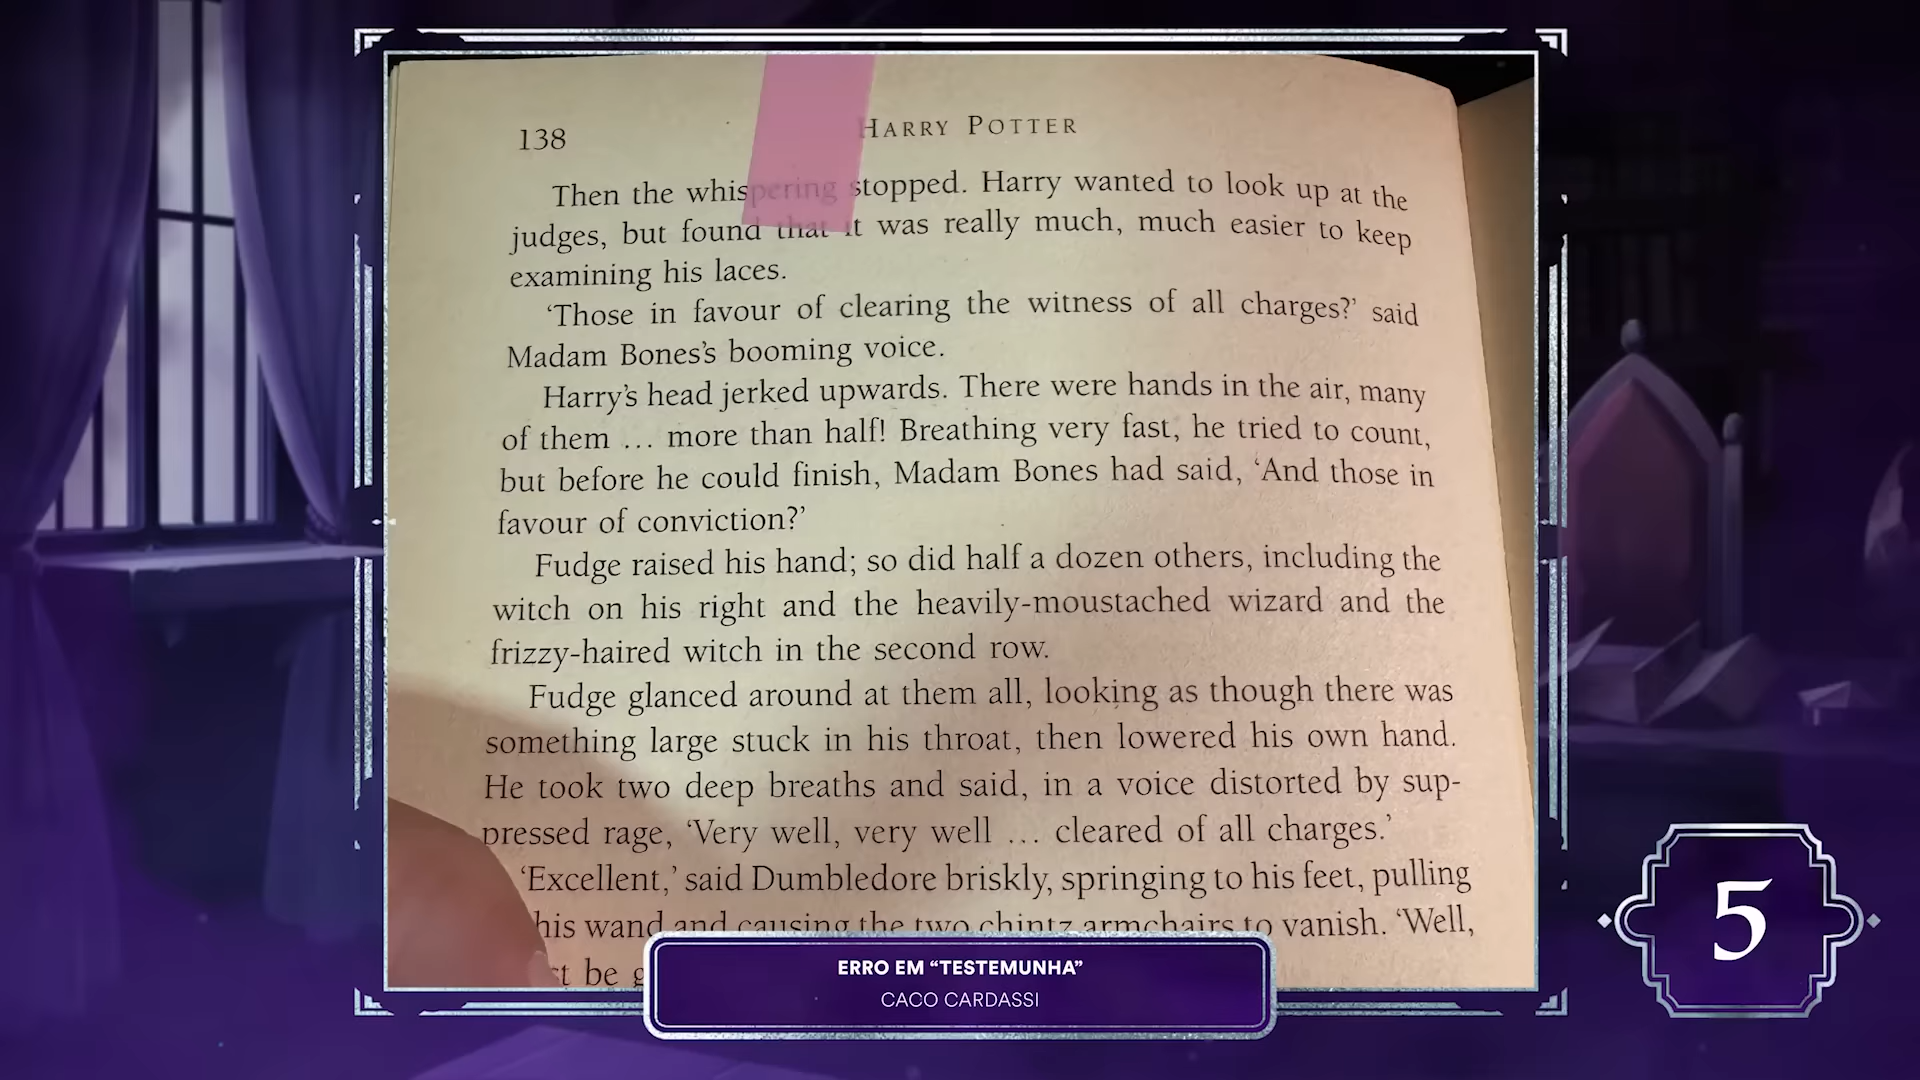 138
HARRY POTTER
Then the whispering stopped. Harry wanted to look up at the
judges, but found that it was really much, much easier to keep
examining his laces.
‘Those in favour of clearing the witness of all charges?’ said
Madam Bones’s booming voice.
Harry’s head jerked upwards. There were hands in the air, many
of them … more than half! Breathing very fast, he tried to count,
but before he could finish, Madam Bones had said, ‘And those in
favour of conviction?’
Fudge raised his hand; so did half a dozen others, including the
witch on his right and the heavily-moustached wizard and the
frizzy-haired witch in the second row.
Fudge glanced around at them all, looking as though there was
something large stuck in his throat, then lowered his own hand.
He took two deep breaths and said, in a voice distorted by sup-
pressed rage, ‘Very well, very well … cleared of all charges.’
‘Excellent,’ said Dumbledore briskly, springing to his feet, pulling
his wand and causing the two chintz armchairs to vanish. ‘Well,
be
ERRO EM “TESTEMUNHA”
CACO CARDASSI
5